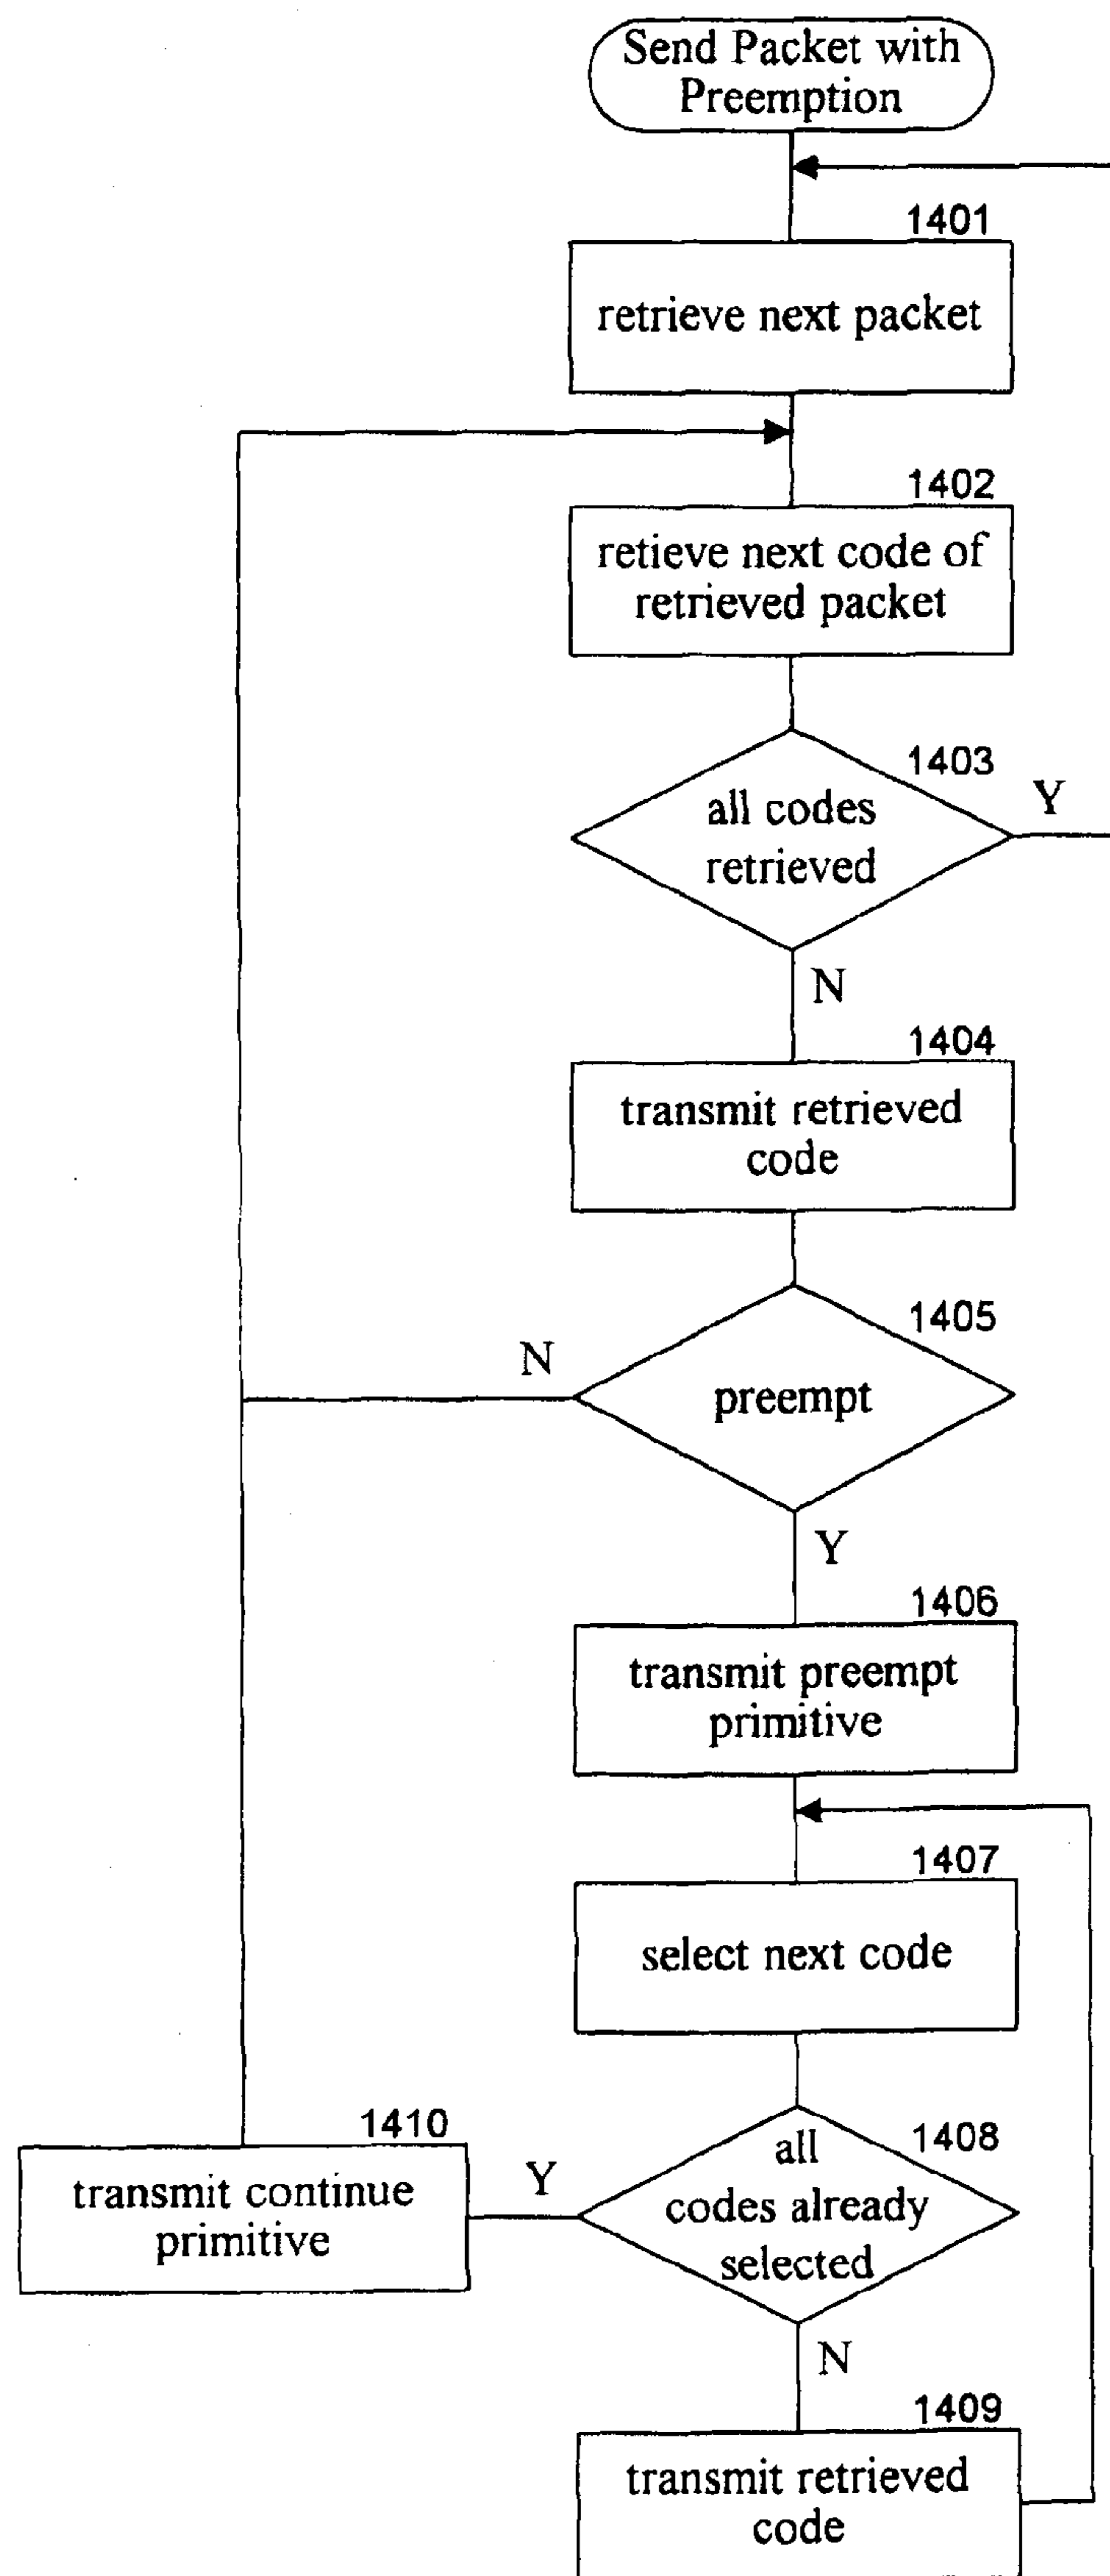 Send Packet with
Preemption
1401
retrieve next packet
1402
retieve next code of
retrieved packet
1403
all codes
retrieved
Y
N
1404
transmit retrieved
code
1405
N
preempt
Y
1406
transmit preempt
primitive
1407
select next code
1410
transmit continue
primitive
Y
1408
all
codes already
selected
N
1409
transmit retrieved
code